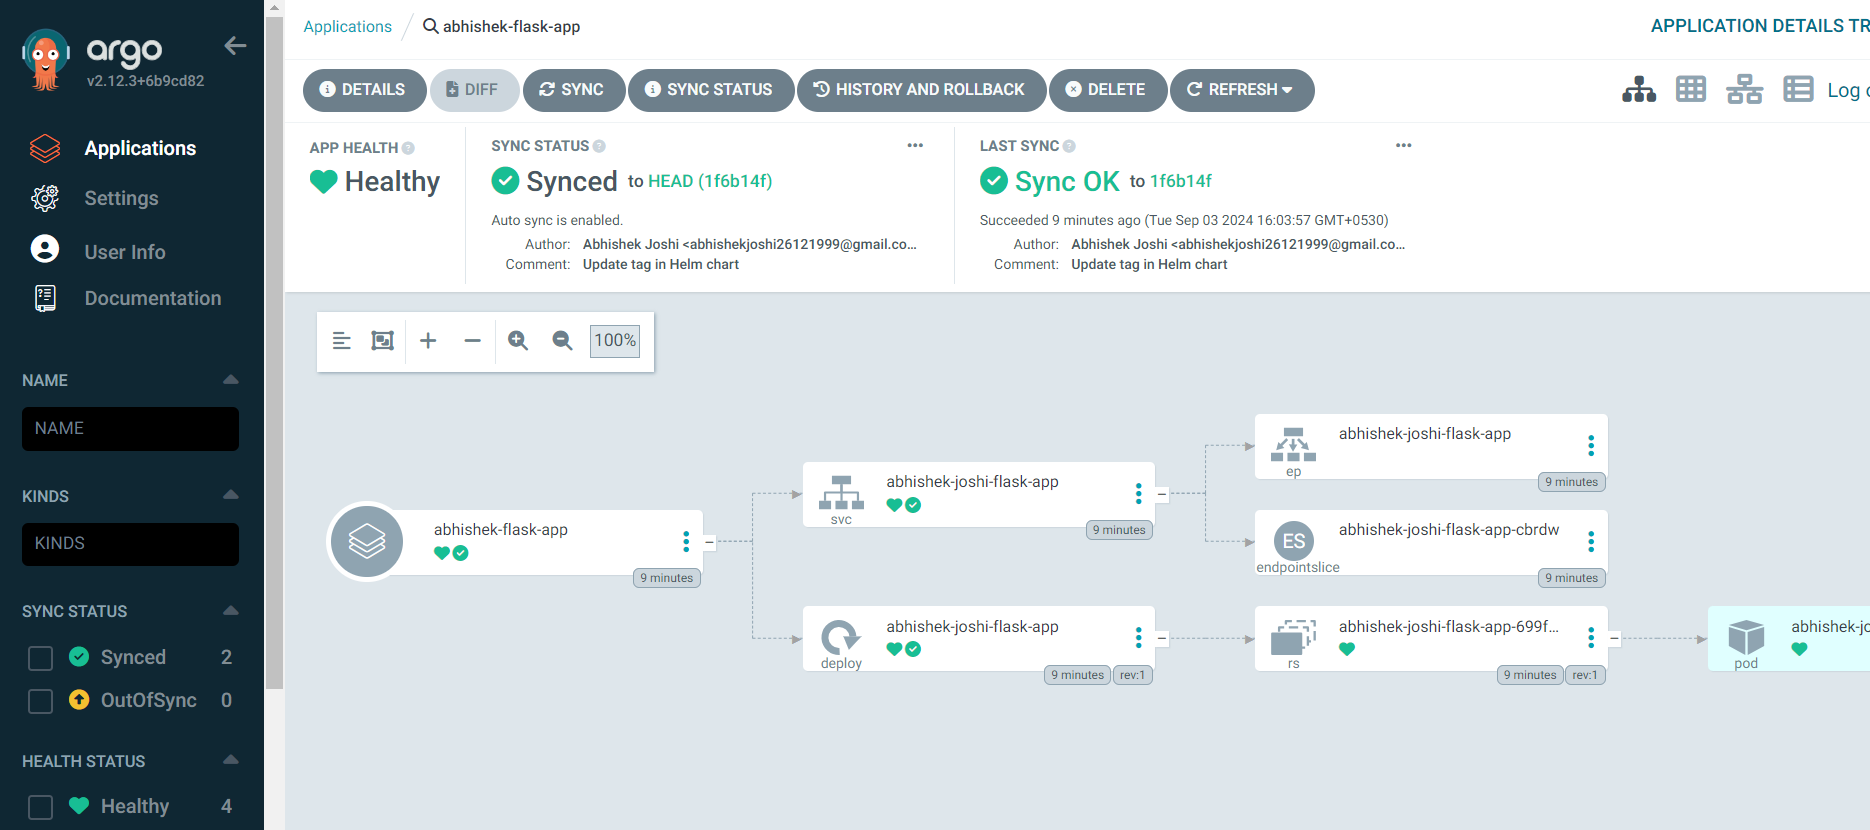 argo
v2.12.3+6b9cd82
Applications
Settings
User Info
Documentation
NAME
NAME
KINDS
KINDS
SYNC STATUS
Synced 2
OutOfSync 0
HEALTH STATUS
Healthy 4
Applications / abhishek-flask-app
APPLICATION DETAILS TR
DETAILS DIFF SYNC SYNC STATUS HISTORY AND ROLLBACK DELETE REFRESH
Log
APP HEALTH
Healthy
SYNC STATUS
Synced to HEAD (1f6b14f)
Auto sync is enabled.
Author: Abhishek Joshi <abhishekjoshi26121999@gmail.co...
Comment: Update tag in Helm chart
LAST SYNC
Sync OK to 1f6b14f
Succeeded 9 minutes ago (Tue Sep 03 2024 16:03:57 GMT+0530)
Author: Abhishek Joshi <abhishekjoshi26121999@gmail.co...
Comment: Update tag in Helm chart
100%
abhishek-flask-app
9 minutes
abhishek-joshi-flask-app
svc
9 minutes
abhishek-joshi-flask-app
deploy
9 minutes rev:1
abhishek-joshi-flask-app
ep
9 minutes
ES
abhishek-joshi-flask-app-cbrdw
endpointslice
9 minutes
abhishek-joshi-flask-app-699f...
rs
9 minutes rev:1
abhishek-jo
pod